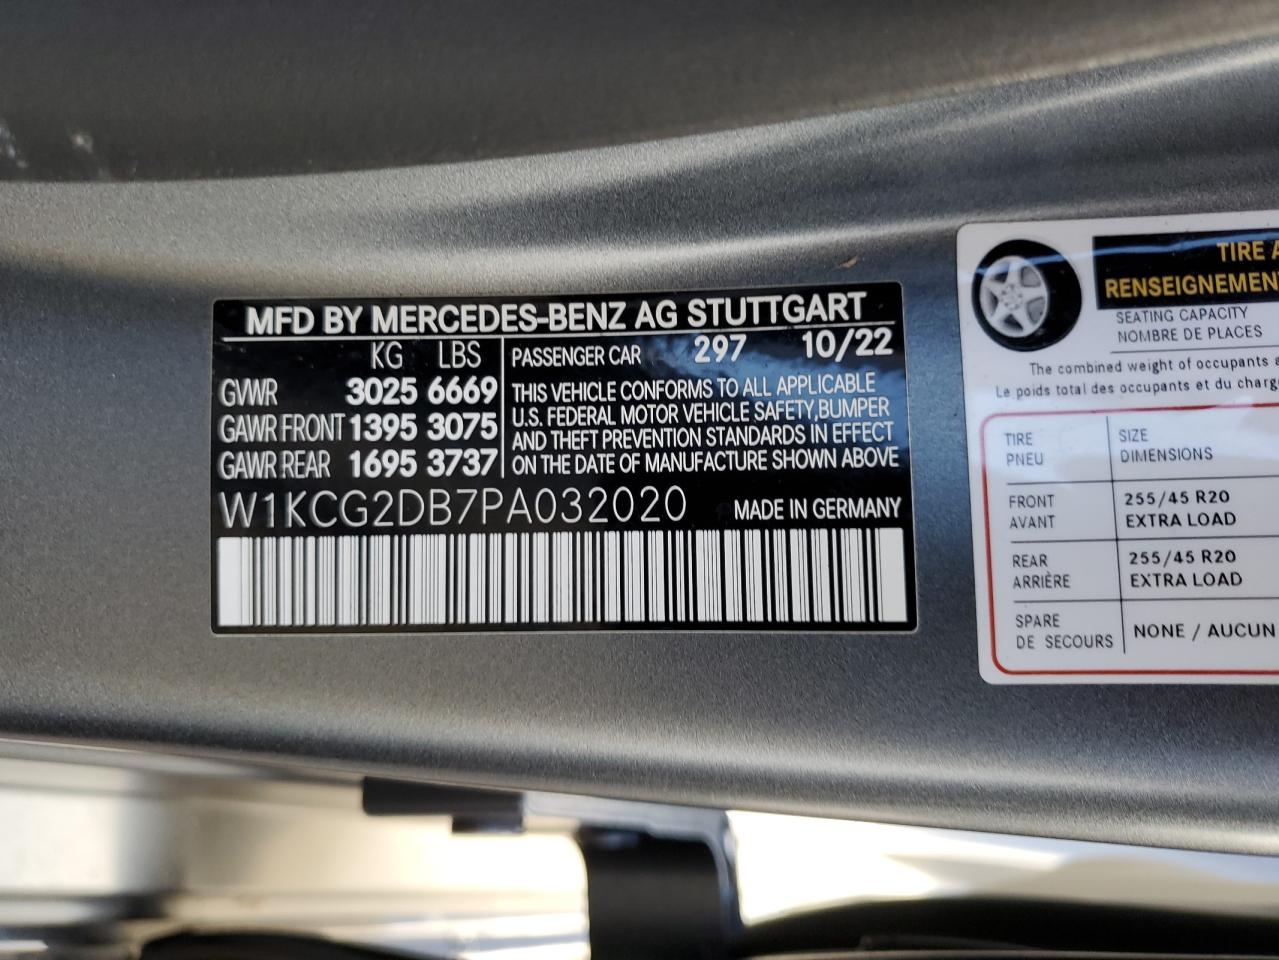 MFD BY MERCEDES-BENZ AG STUTTGART
KG LBS
GVWR 3025 6669
GAWR FRONT 1395 3075
GAWR REAR 1695 3737
PASSENGER CAR 297 10/22
THIS VEHICLE CONFORMS TO ALL APPLICABLE
U.S. FEDERAL MOTOR VEHICLE SAFETY,BUMPER
AND THEFT PREVENTION STANDARDS IN EFFECT
ON THE DATE OF MANUFACTURE SHOWN ABOVE
W1KCG2DB7PA032020 MADE IN GERMANY
TIRE A
RENSEIGNEMEN
SEATING CAPACITY
NOMBRE DE PLACES
The combined weight of occupants a
Le poids total des occupants et du charg
TIRE
PNEU
SIZE
DIMENSIONS
FRONT
AVANT
255/45 R20
EXTRA LOAD
REAR
ARRIÈRE
255/45 R20
EXTRA LOAD
SPARE
DE SECOURS
NONE / AUCUN